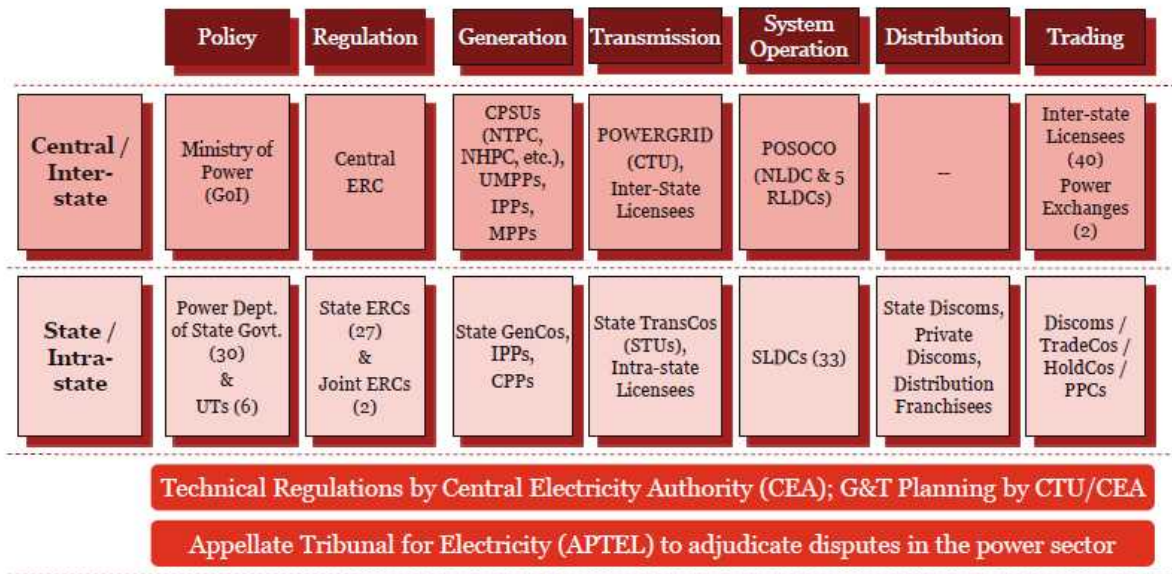 Policy
Regulation
Generation
Transmission
System
Operation
Distribution
Trading
Central /
Inter-
state
Ministry of
Power
(GoI)
Central
ERC
CPSUs
(NTPC,
NHPC, etc.),
UMPPs,
IPPs,
MPPs
POWERGRID
(CTU),
Inter-State
Licensees
POSOCO
(NLDC & 5
RLDCs)
--
Inter-state
Licensees
(40)
Power
Exchanges
(2)
State /
Intra-
state
Power Dept.
of State Govt.
(30)
&
UTs (6)
State ERCs
(27)
&
Joint ERCs
(2)
State GenCos,
IPPs,
CPPs
State TransCos
(STUs),
Intra-state
Licensees
SLDCs (33)
State Discoms,
Private
Discoms,
Distribution
Franchisees
Discoms /
TradeCos /
HoldCos /
PPCs
Technical Regulations by Central Electricity Authority (CEA); G&T Planning by CTU/CEA
Appellate Tribunal for Electricity (APTEL) to adjudicate disputes in the power sector